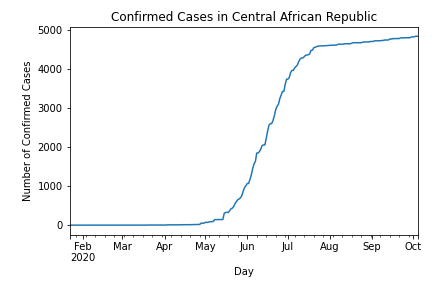 Confirmed Cases in Central African Republic
Number of Confirmed Cases
5000
4000
3000
2000
1000
0
Feb Mar Apr May Jun Jul Aug Sep Oct
2020
Day